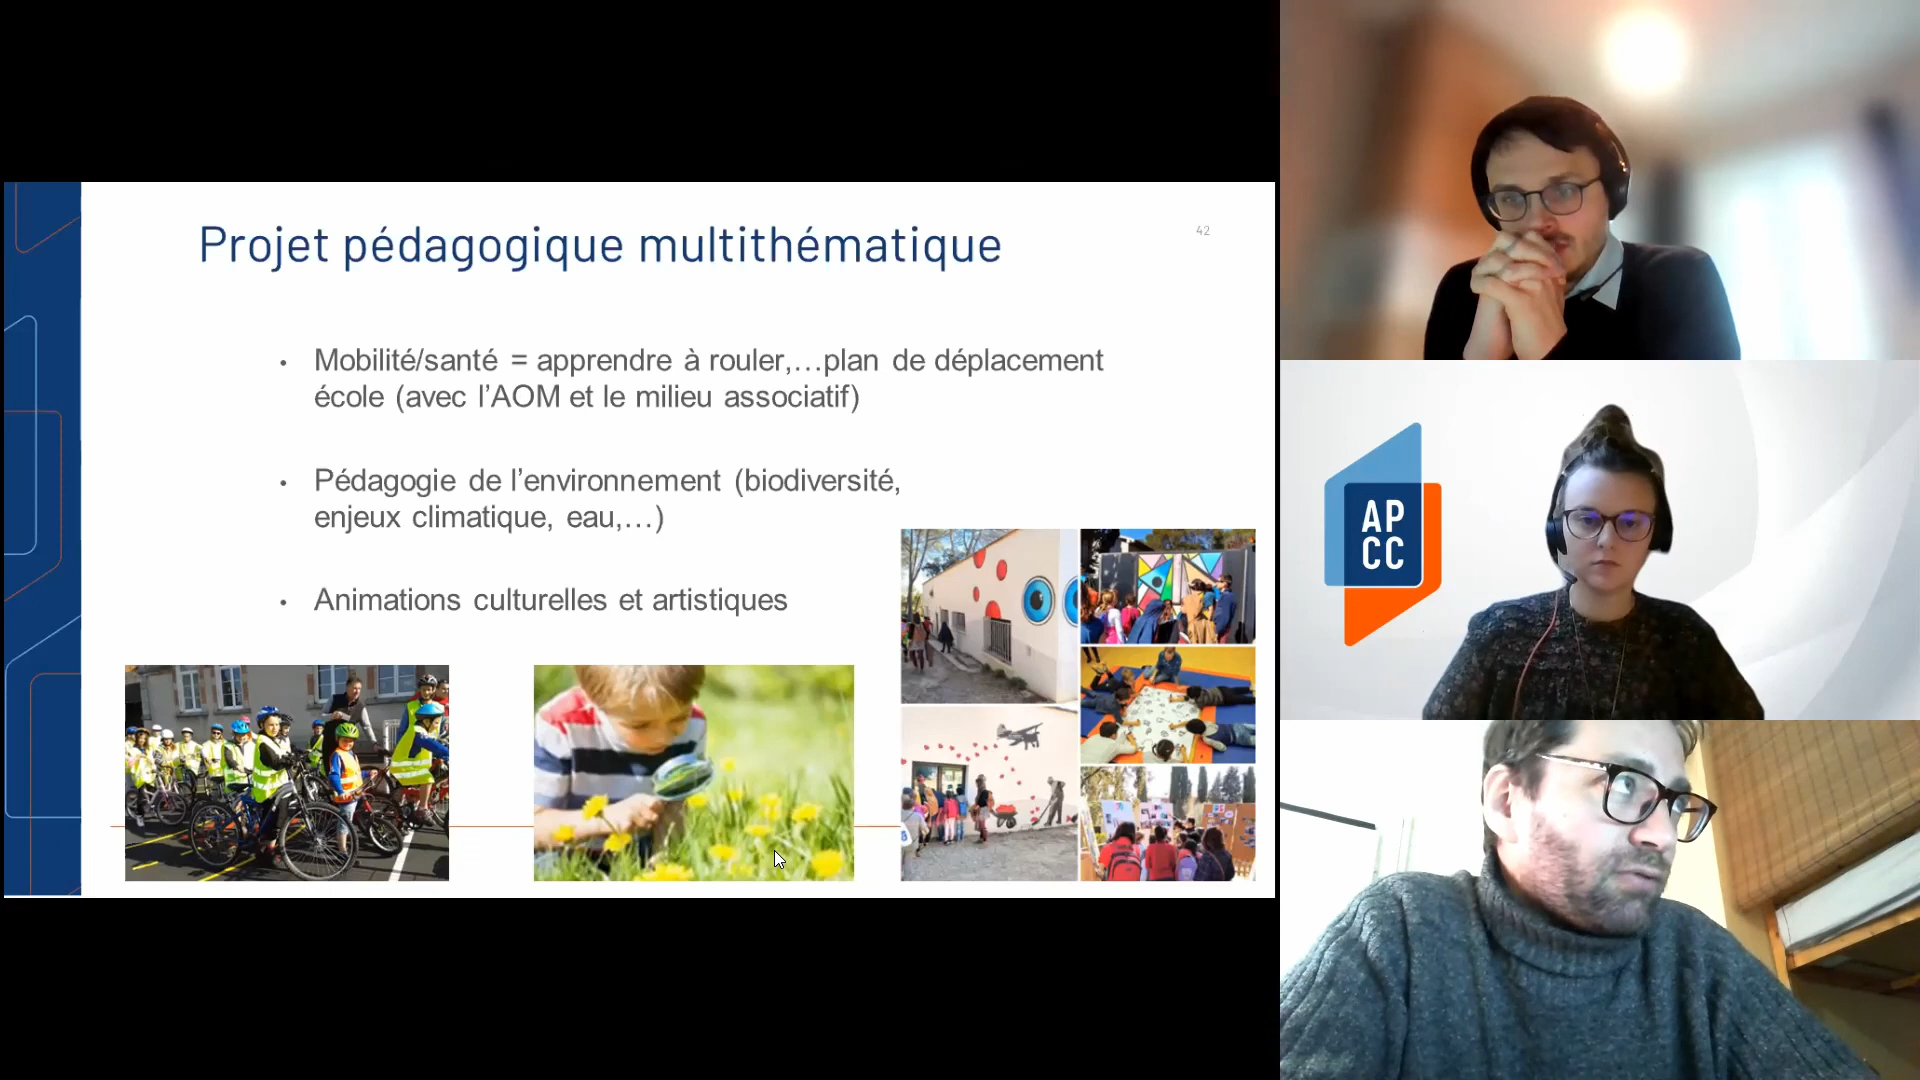 Projet pédagogique multithématique
42
• Mobilité/santé = apprendre à rouler,…plan de déplacement
école (avec l’AOM et le milieu associatif)
• Pédagogie de l’environnement (biodiversité,
enjeux climatique, eau,…)
• Animations culturelles et artistiques
AP
CC